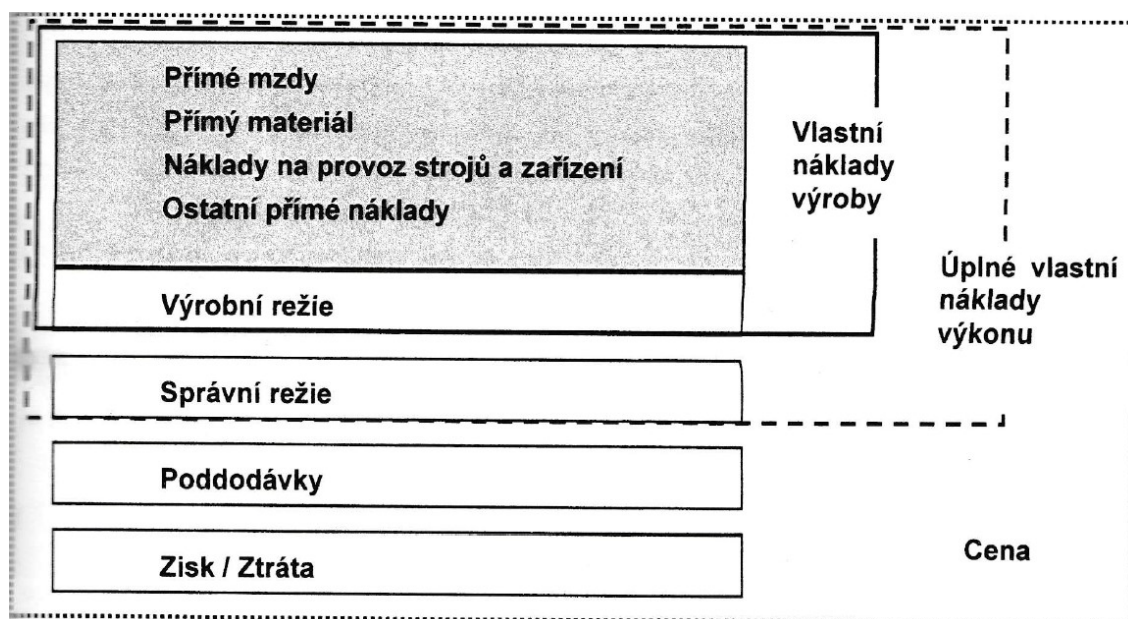 Přímé mzdy
Přímý materiál
Náklady na provoz strojů a zařízení
Ostatní přímé náklady
Výrobní režie
Správní režie
Poddodávky
Zisk / Ztráta
Vlastní
náklady
výroby
Úplné vlastní
náklady
výkonu
Cena